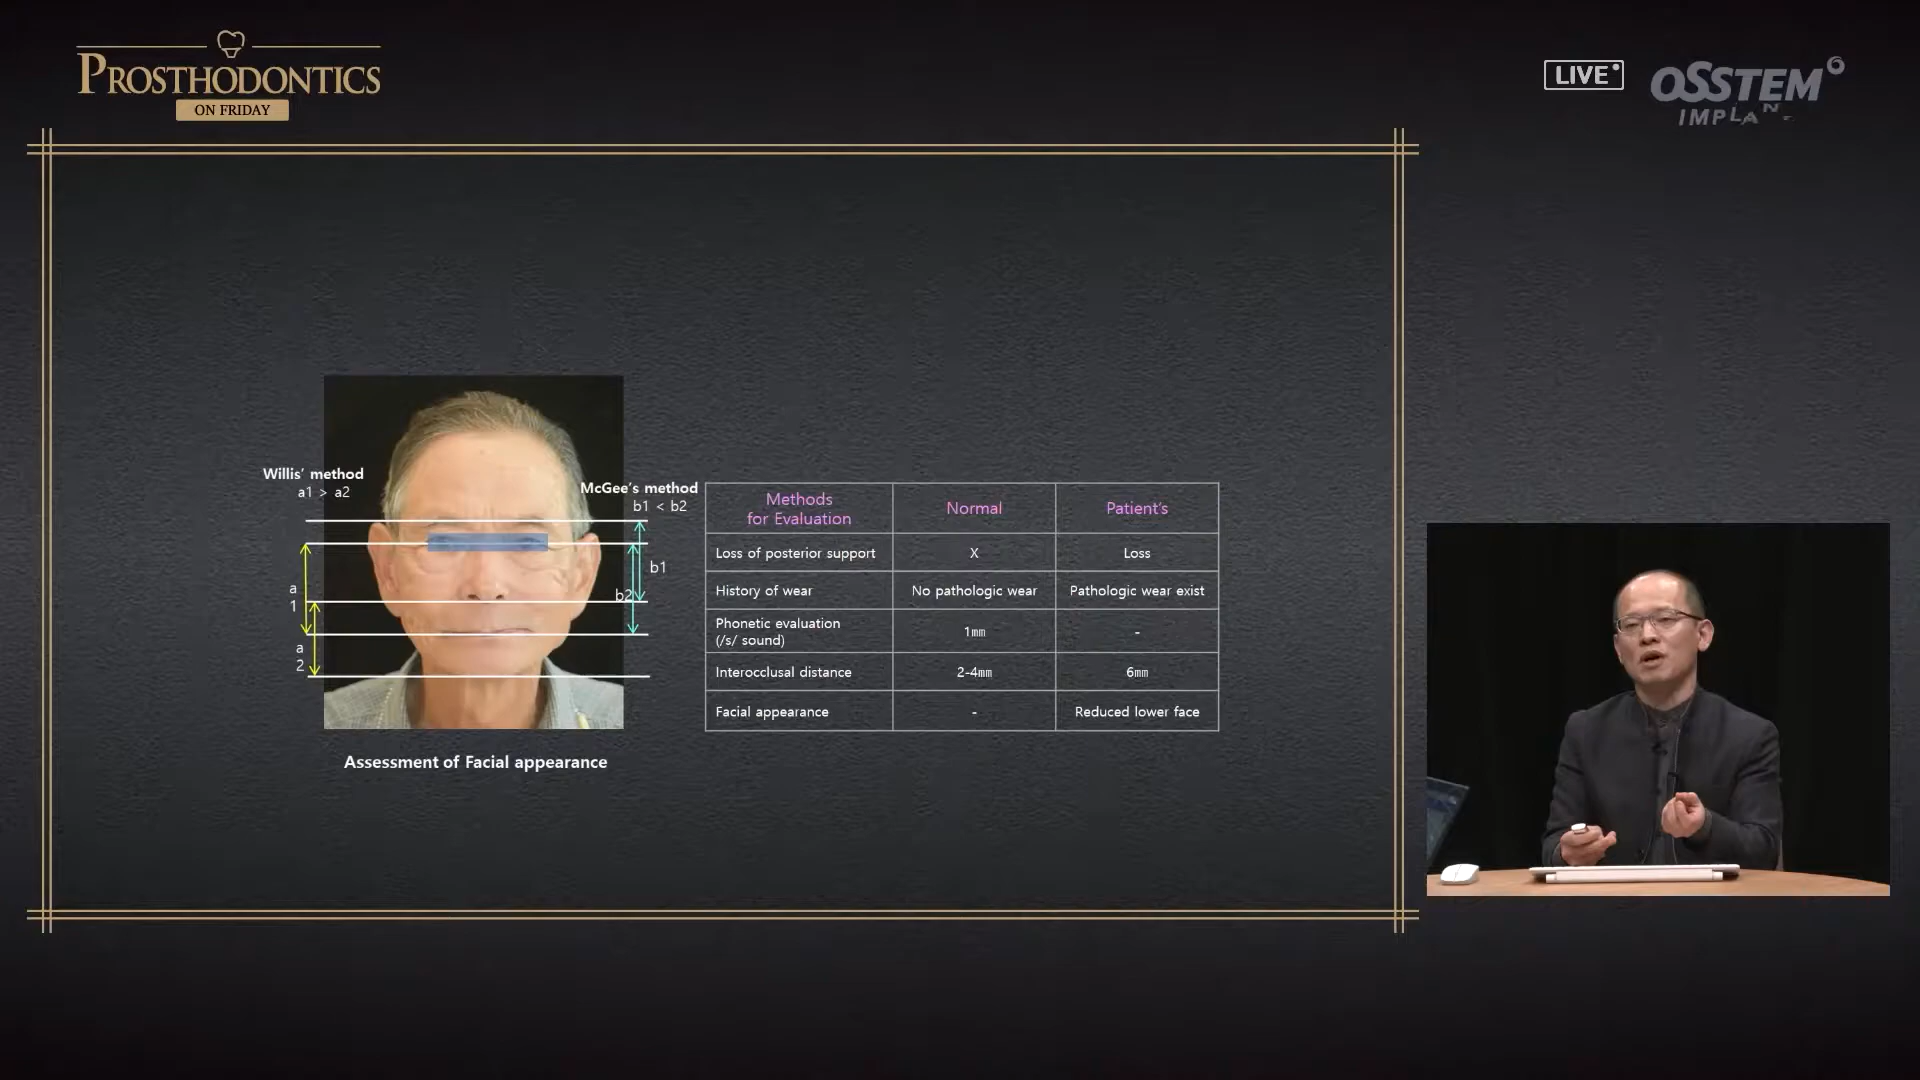 PROSTHODONTICS
ON FRIDAY
LIVE
OSSTEM
IMPLAN
Willis' method
a1 > a2
McGee's method
b1 < b2
a
1
a
2
b1
b2
Methods
for Evaluation
Normal
Patient's
Loss of posterior support
X
Loss
History of wear
No pathologic wear
Pathologic wear exist
Phonetic evaluation
(/s/ sound)
1mm
-
Interocclusal distance
2-4mm
6mm
Facial appearance
-
Reduced lower face
Assessment of Facial appearance